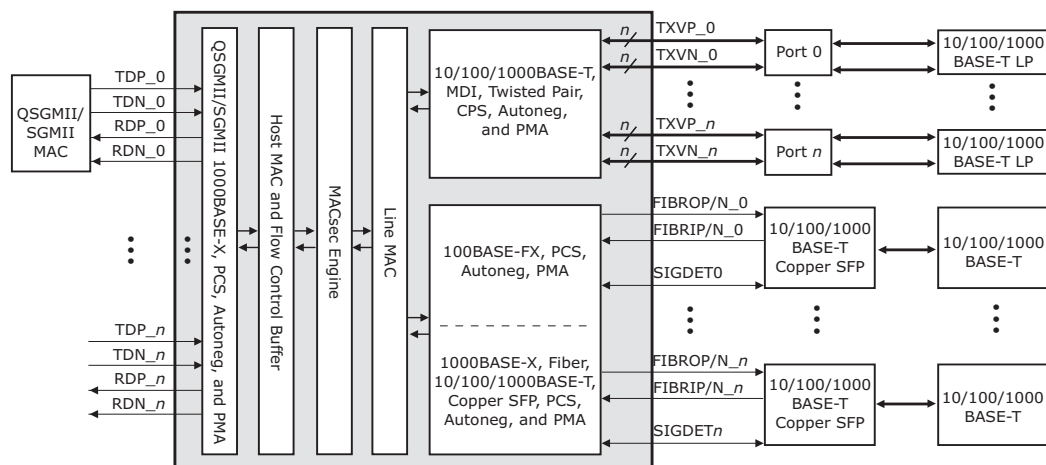 QSGMII/
SGMII
MAC
TDP_0
TDN_0
RDP_0
RDN_0
TDP_n
TDN_n
RDP_n
RDN_n
QSGMII/SGMII 1000BASE-X, PCS, Autoneg, and PMA
Host MAC and Flow Control Buffer
MACsec Engine
Line MAC
10/100/1000BASE-T,
MDI, Twisted Pair,
CPS, Autoneg,
and PMA
100BASE-FX, PCS,
Autoneg, PMA
1000BASE-X, Fiber,
10/100/1000BASE-T,
Copper SFP, PCS,
Autoneg, and PMA
n TXVP_0
n TXVN_0
n TXVP_n
n TXVN_n
Port 0
Port n
10/100/1000
BASE-T LP
10/100/1000
BASE-T LP
FIBROP/N_0
FIBRIP/N_0
SIGDET0
10/100/1000
BASE-T
Copper SFP
10/100/1000
BASE-T
FIBROP/N_n
FIBRIP/N_n
SIGDETn
10/100/1000
BASE-T
Copper SFP
10/100/1000
BASE-T